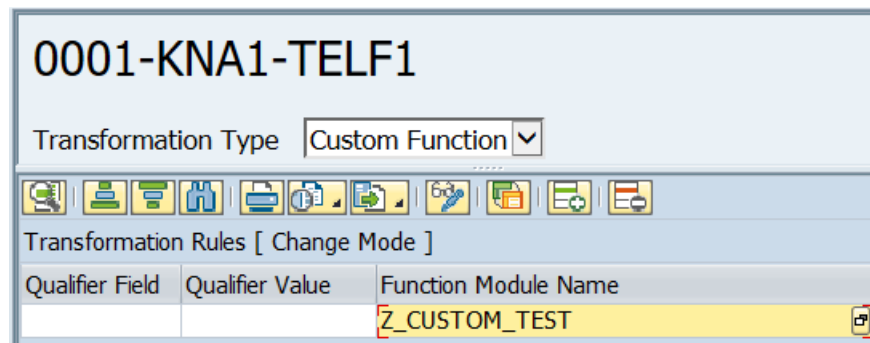 0001-KNA1-TELF1
Transformation Type Custom Function
Transformation Rules [ Change Mode ]
Qualifier Field Qualifier Value Function Module Name
Z_CUSTOM_TEST